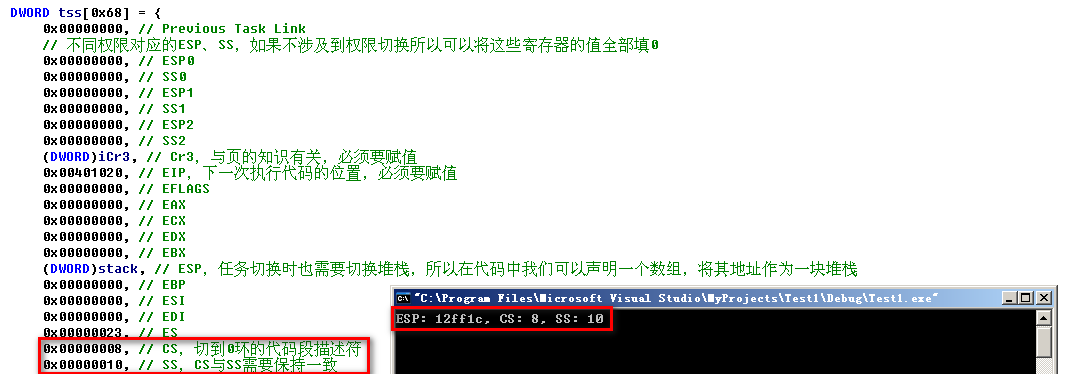 DWORD tss[0x68] = {
0x00000000, // Previous Task Link
// 不同权限对应的ESP、SS，如果不涉及到权限切换所以可以将这些寄存器的值全部填0
0x00000000, // ESP0
0x00000000, // SS0
0x00000000, // ESP1
0x00000000, // SS1
0x00000000, // ESP2
0x00000000, // SS2
(DWORD)iCr3, // Cr3，与页的知识有关，必须要赋值
0x00401020, // EIP，下一次执行代码的位置，必须要赋值
0x00000000, // EFLAGS
0x00000000, // EAX
0x00000000, // ECX
0x00000000, // EDX
0x00000000, // EBX
(DWORD)stack, // ESP，任务切换时也需要切换堆栈，所以在代码中我们可以声明一个数组，将其地址作为一块堆栈
0x00000000, // EBP
0x00000000, // ESI
0x00000000, // EDI
0x00000023, // ES
0x00000008, // CS，切到0环的代码段描述符
0x00000010, // SS，CS与SS需要保持一致
"C:\Program Files\Microsoft Visual Studio\MyProjects\Test1\Debug\Test1.exe"
ESP: 12ff1c, CS: 8, SS: 10